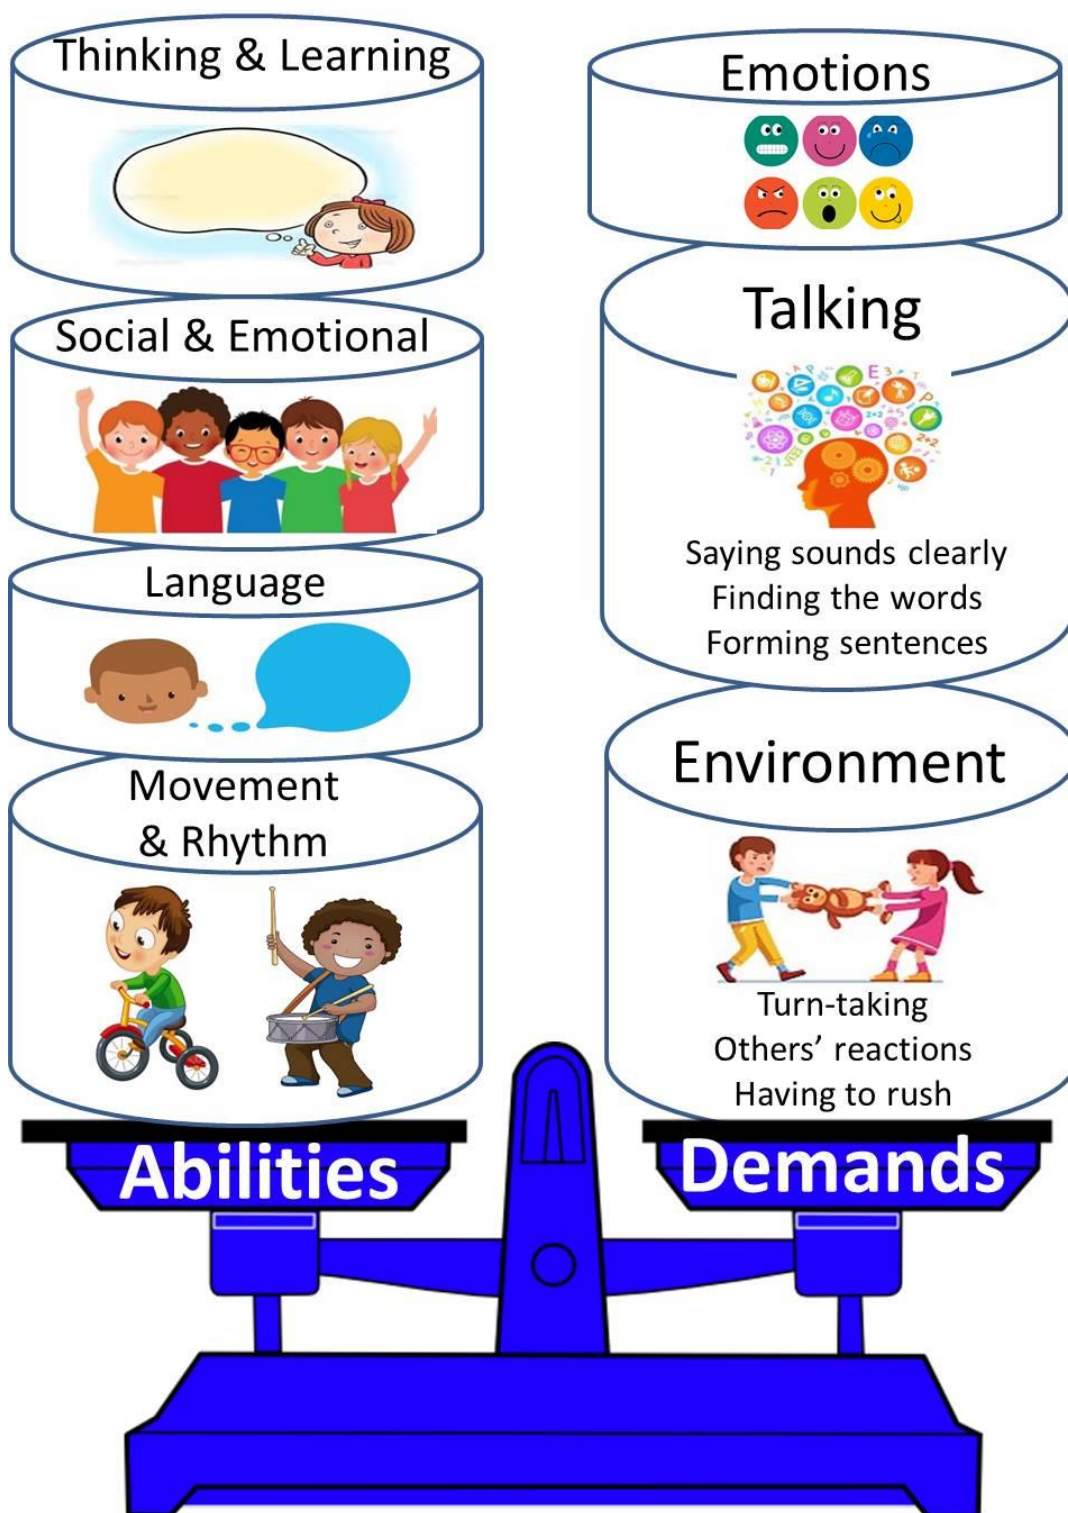 Thinking & Learning
Social & Emotional
Language
Movement
& Rhythm
Abilities
Emotions
Talking
Saying sounds clearly
Finding the words
Forming sentences
Environment
Turn-taking
Others’ reactions
Having to rush
Demands